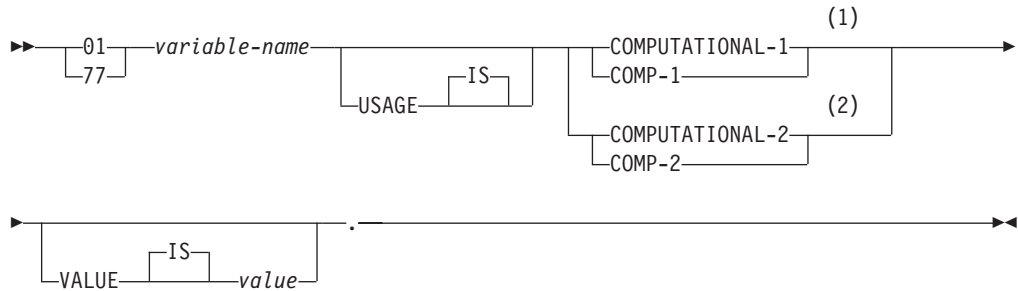 (1)
01 variable-name COMPUTATIONAL-1
77 IS COMP-1
USAGE (2)
COMPUTATIONAL-2
COMP-2
.
IS
VALUE value